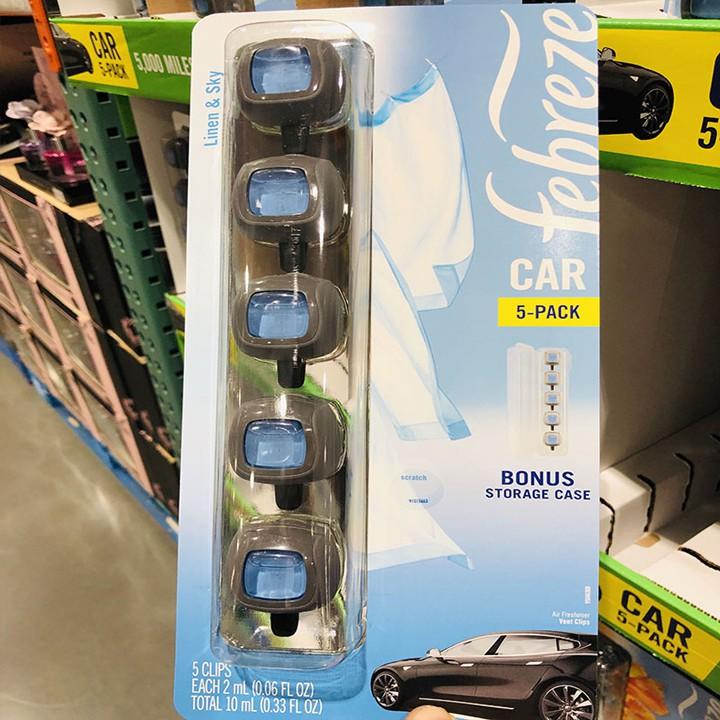 CAR
5-PACK
5,000 MILES
Linen & Sky
febreze
CAR
5-PACK
BONUS
STORAGE CASE
scratch
Air Freshener
Vent Clips
5 CLIPS
EACH 2 mL (0.06 FL OZ)
TOTAL 10 mL (0.33 FL OZ)
5
CAR
5-PACK